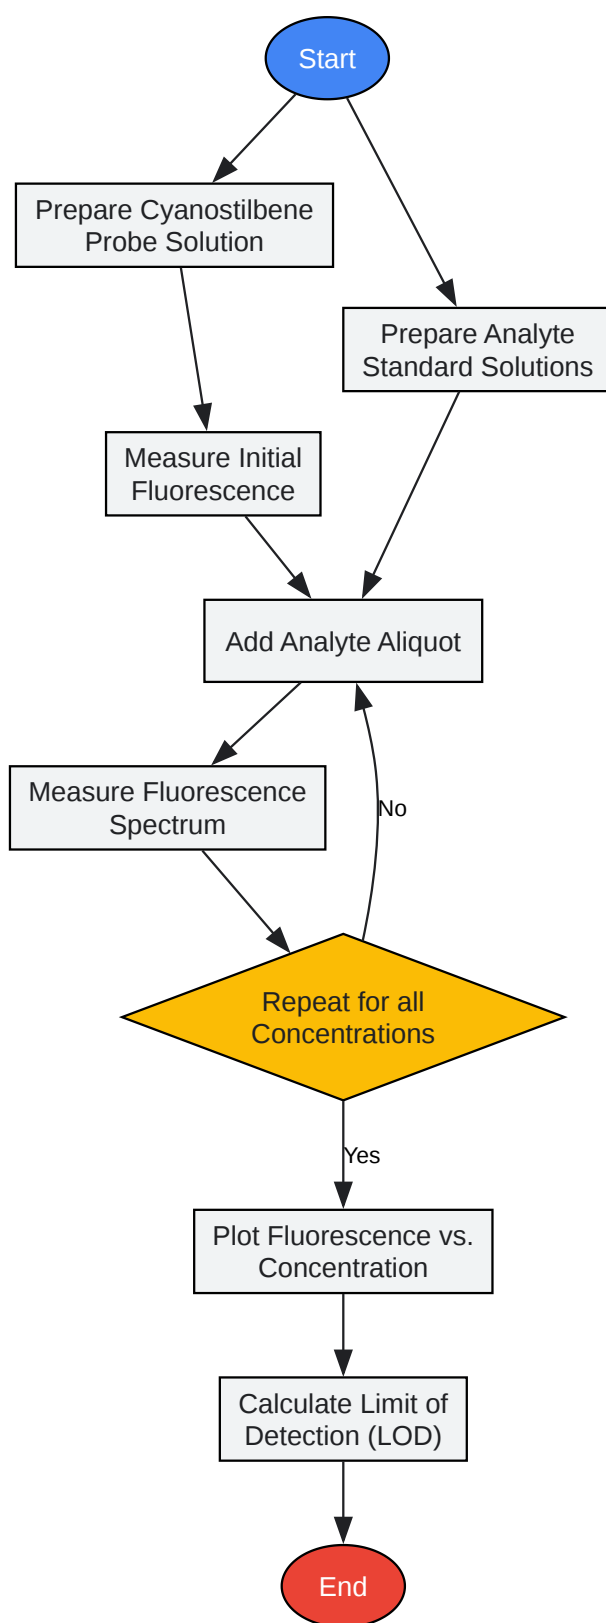 Start
Prepare Cyanostilbene
Probe Solution
Prepare Analyte
Standard Solutions
Measure Initial
Fluorescence
Add Analyte Aliquot
Measure Fluorescence
Spectrum
No
Repeat for all
Concentrations
Yes
Plot Fluorescence vs.
Concentration
Calculate Limit of
Detection (LOD)
End